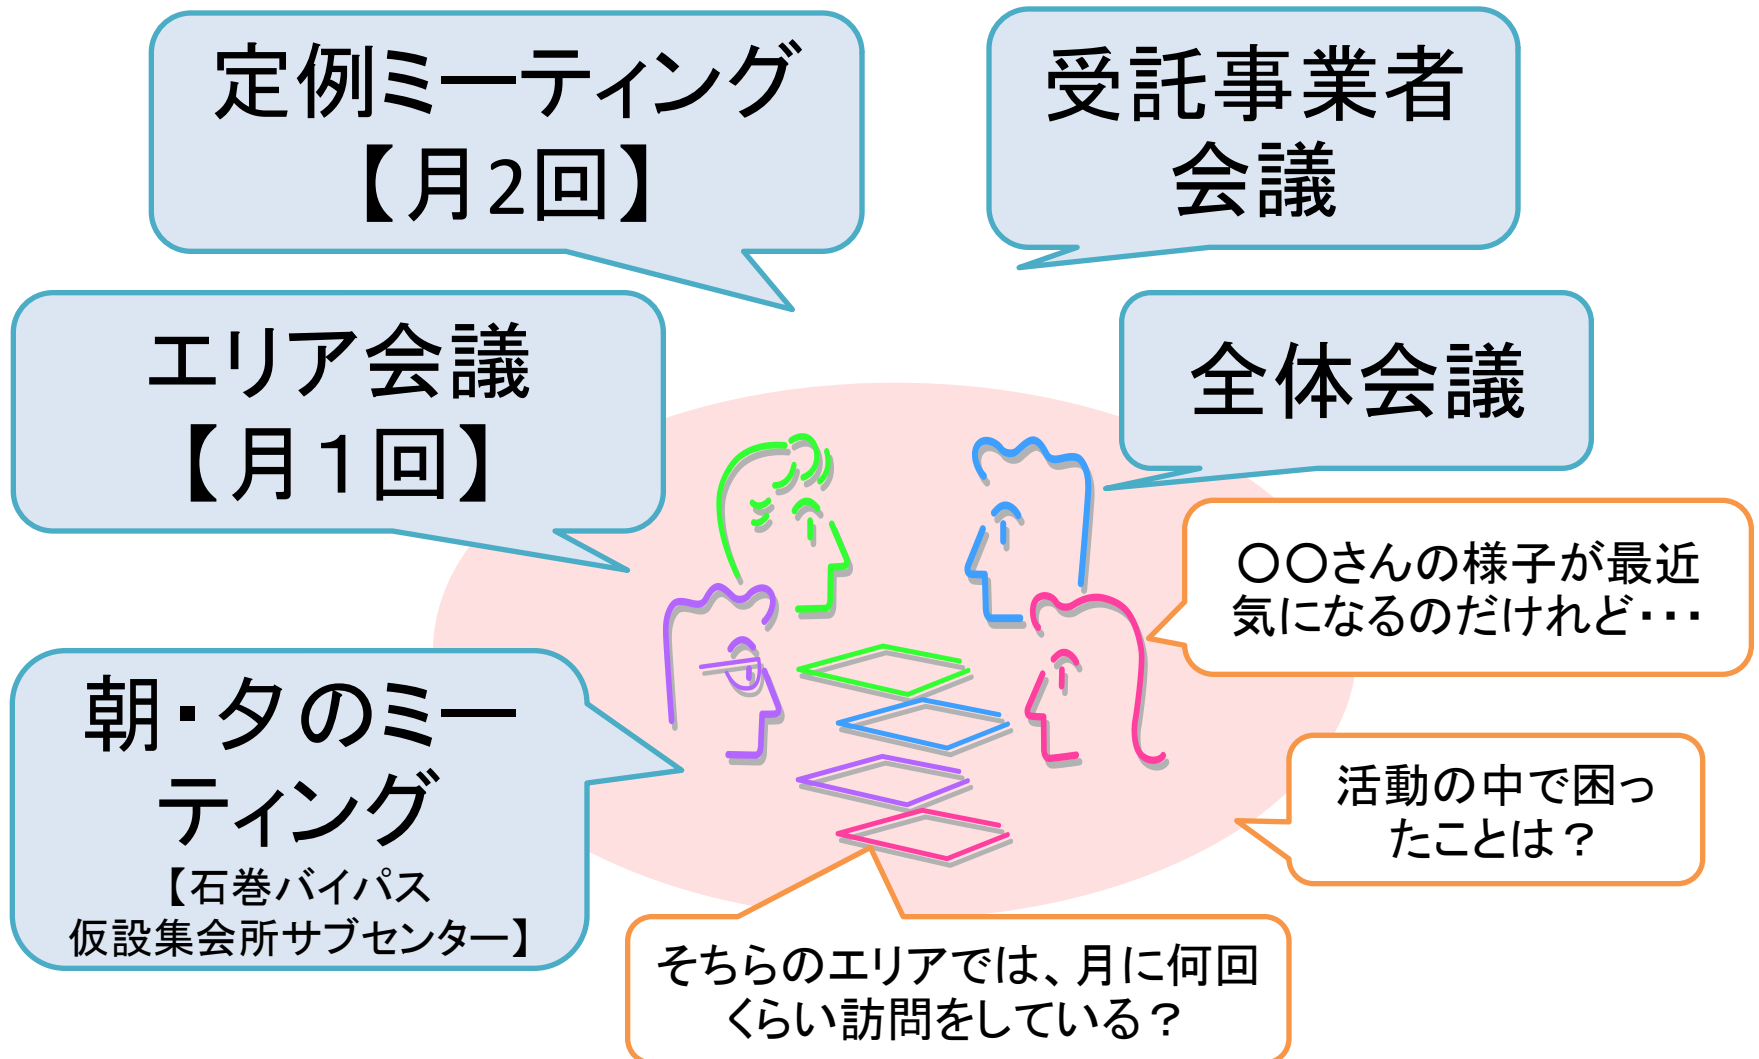 定例ミーティング
【月2回】
受託事業者
会議
エリア会議
【月１回】
全体会議
〇〇さんの様子が最近
気になるのだけれど・・・
朝・夕のミー
ティング
【石巻バイパス
仮設集会所サブセンター】
活動の中で困っ
たことは？
そちらのエリアでは、月に何回
くらい訪問をしている？